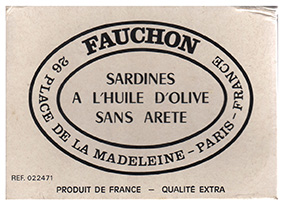 FAUCHON
26 PLACE DE LA MADELEINE - PARIS - FRANCE
SARDINES
A L'HUILE D'OLIVE
SANS ARETE
REF. 022471
PRODUIT DE FRANCE – QUALITÉ EXTRA